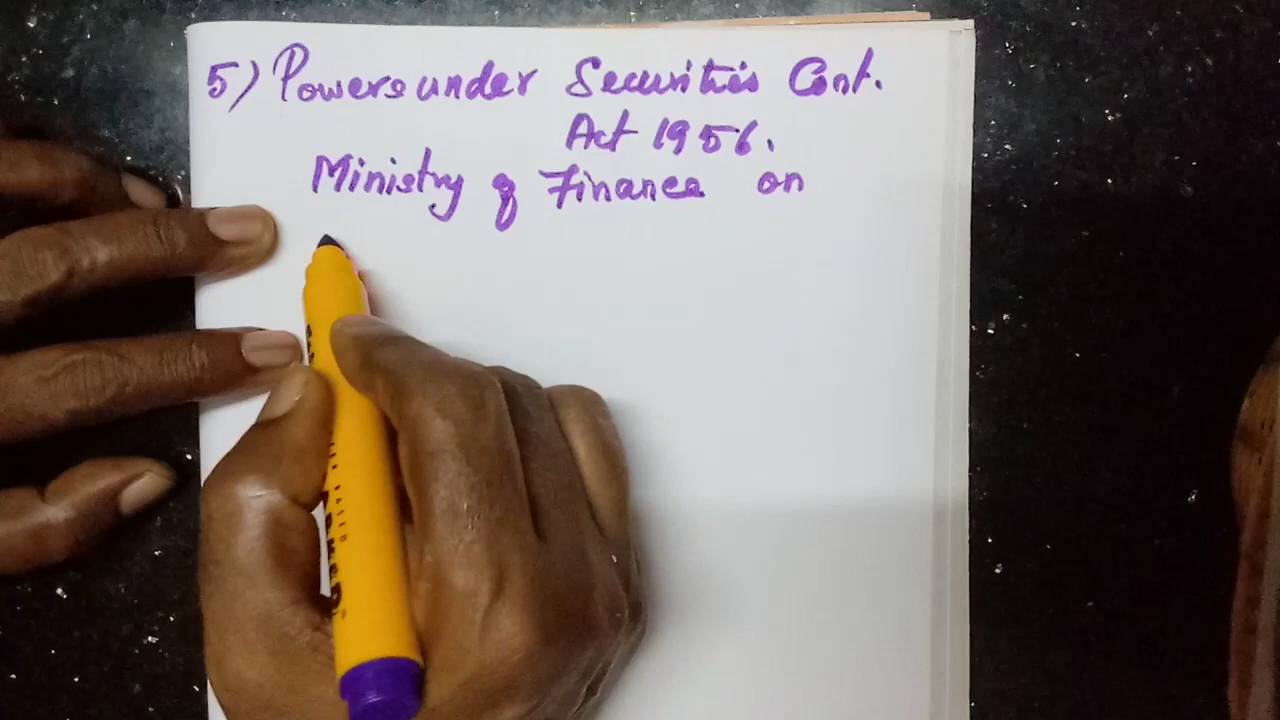 5) Powers under Securities Cont.
Act 1956.
Ministry of Finance on